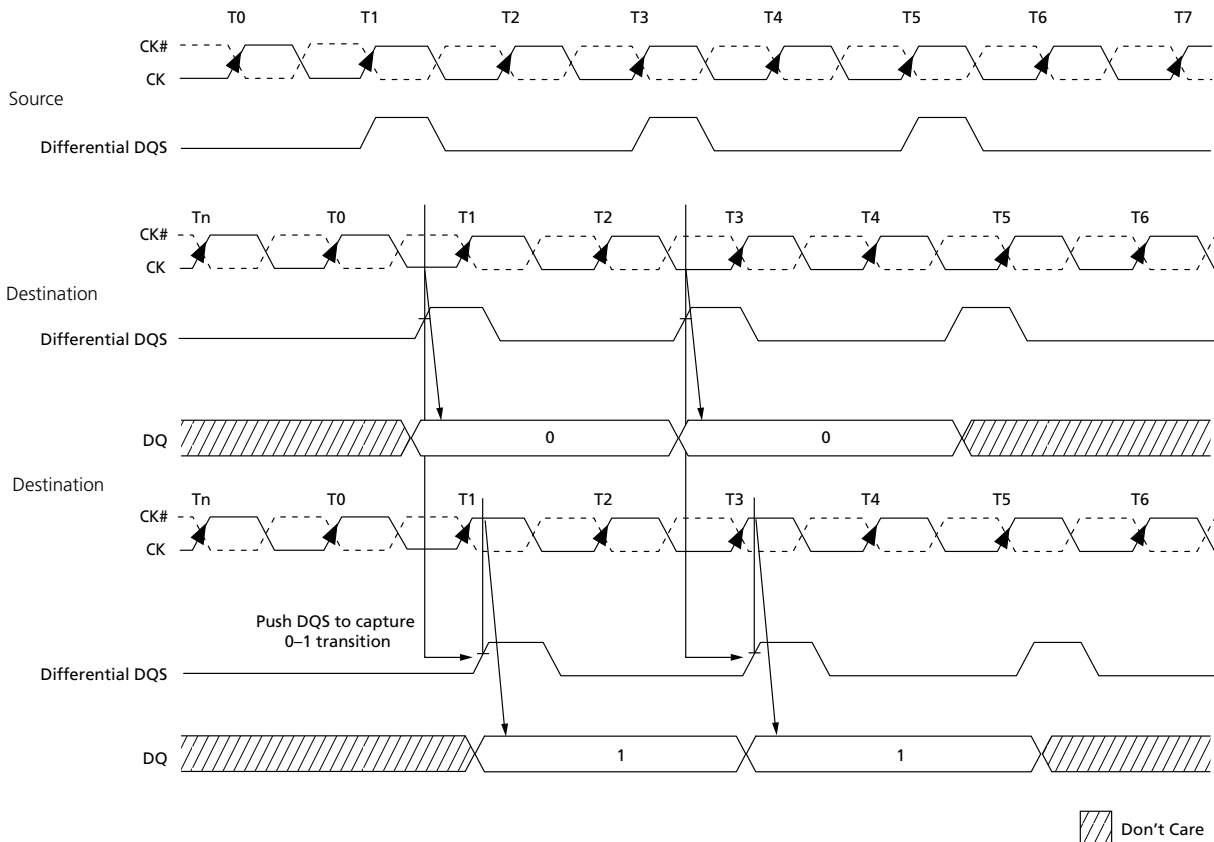 T0 T1 T2 T3 T4 T5 T6 T7
CK#
CK
Source
Differential DQS
Tn T0 T1 T2 T3 T4 T5 T6
CK#
CK
Destination
Differential DQS
DQ 0 0
Destination
Tn T0 T1 T2 T3 T4 T5 T6
CK#
CK
Push DQS to capture
0–1 transition
Differential DQS
DQ 1 1
Don't Care